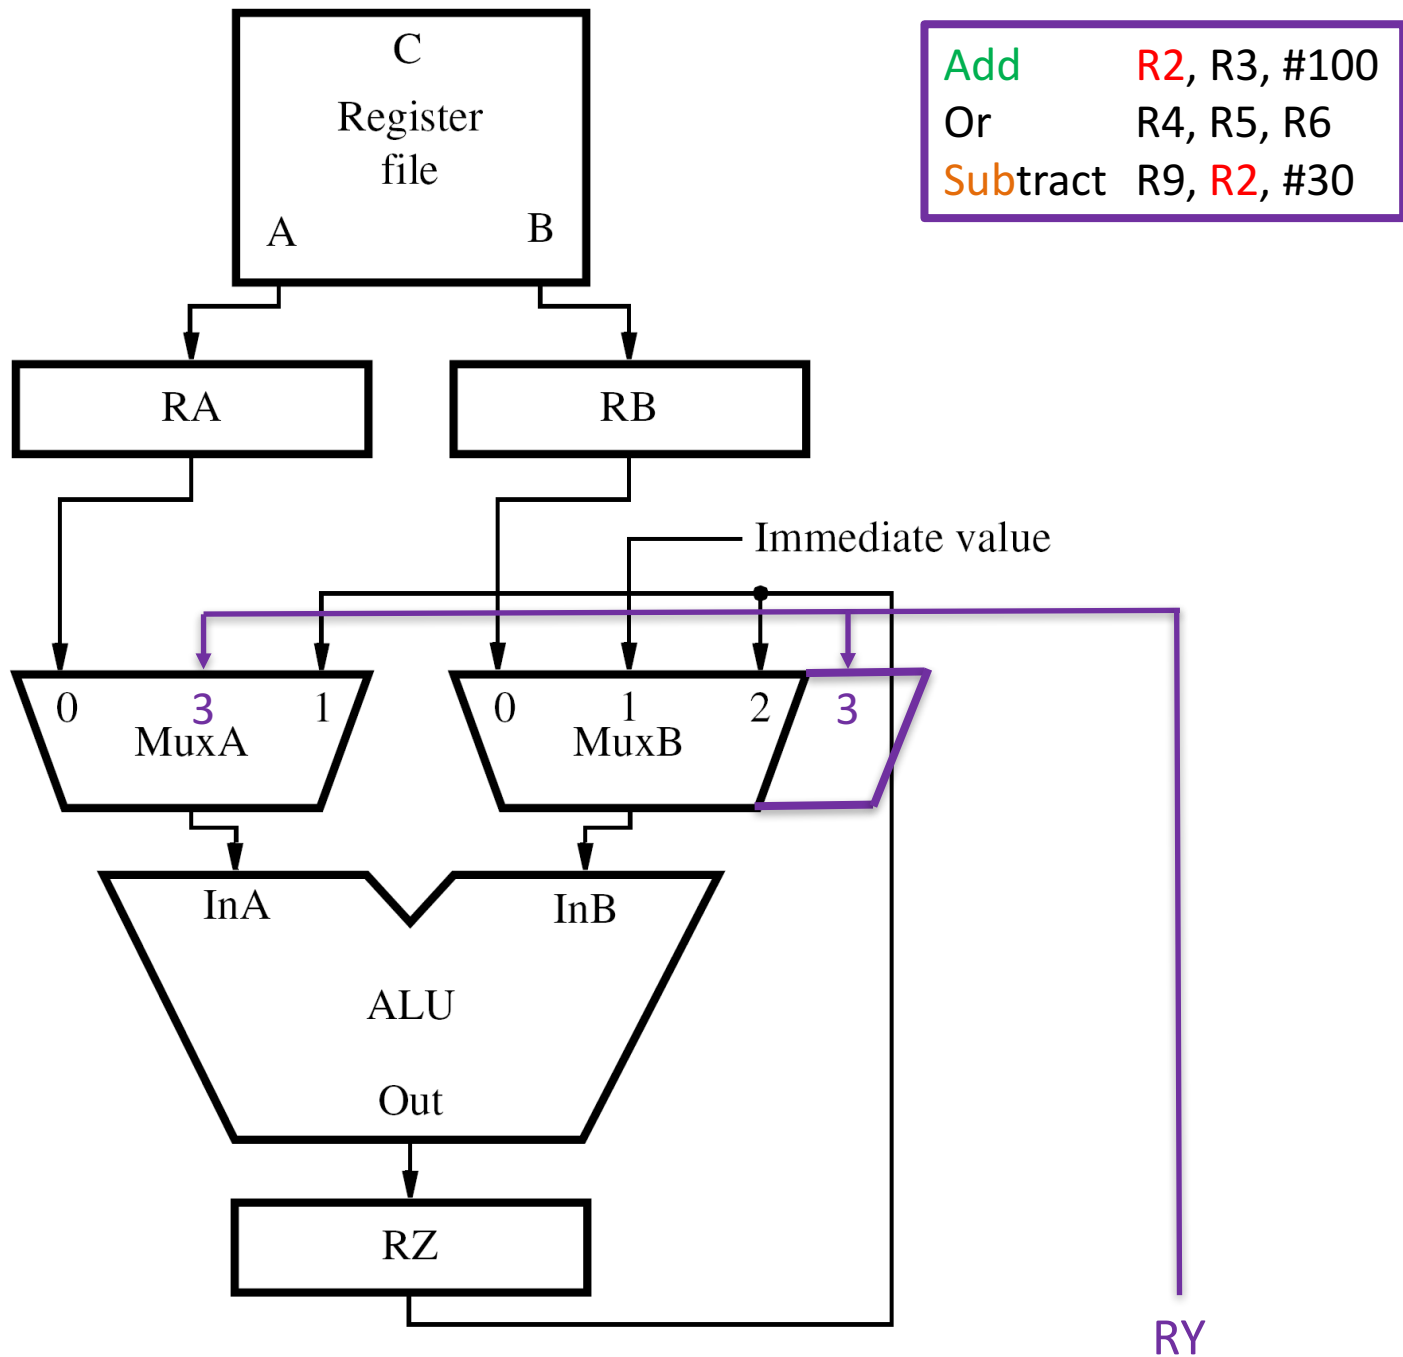 C
Register
file
A B
Add R2, R3, #100
Or R4, R5, R6
Subtract R9, R2, #30
RA
RB
Immediate value
0 3 1
MuxA
0 1 2 3
MuxB
InA
InB
ALU
Out
RZ
RY